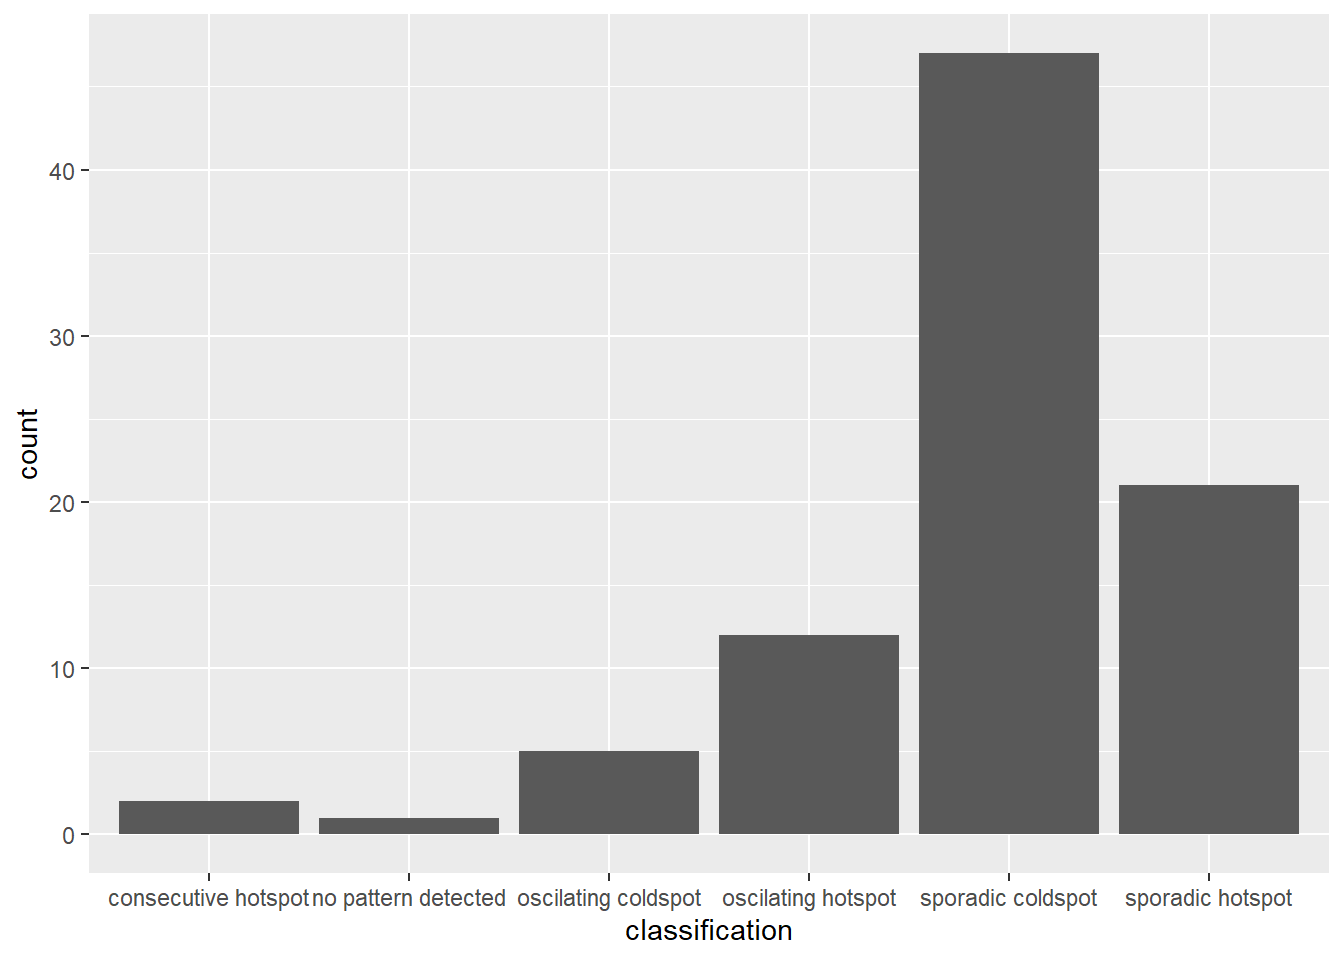 40
30
20
10
0
count
consecutive hotspot
no pattern detected
oscilating coldspot
oscilating hotspot
sporadic coldspot
sporadic hotspot
classification